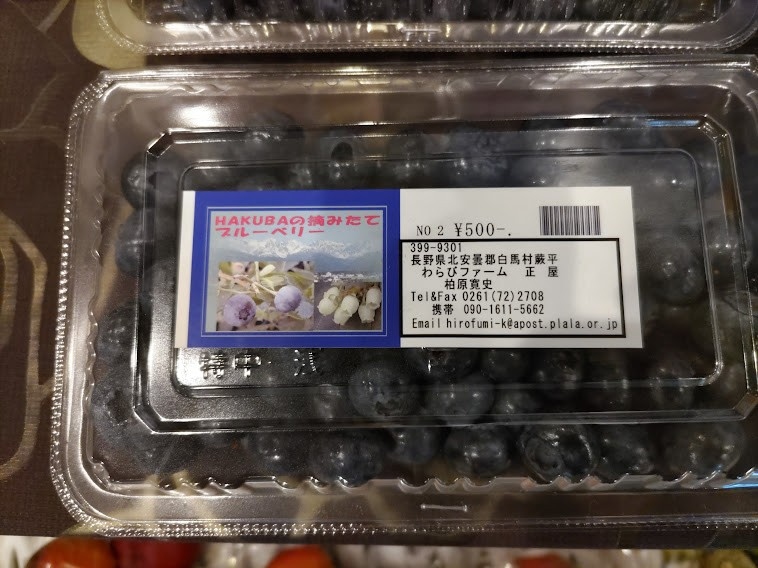 HAKUBAの摘みたて
ブルーベリー
NO 2 ¥500-.
399-9301
長野県北安曇郡白馬村蕨平
わらびファーム 正 屋
柏原寛史
Tel&Fax 0261(72)2708
携帯 090-1611-5662
Email hirofumi-k@apost.plala.or.jp
特中